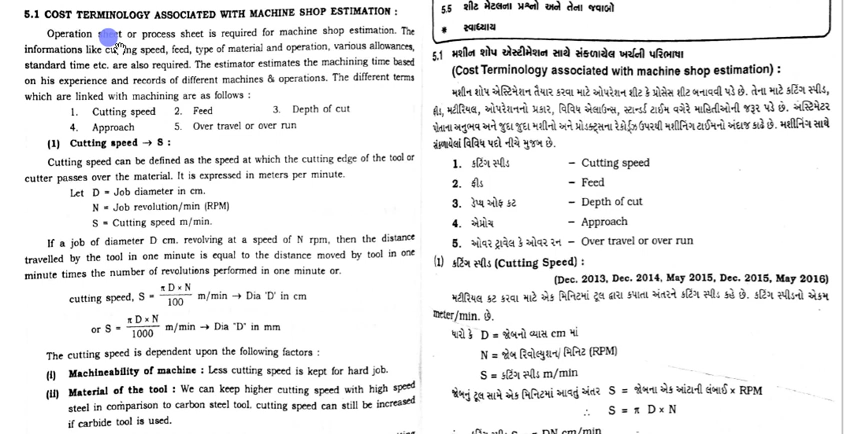 5.1 COST TERMINOLOGY ASSOCIATED WITH MACHINE SHOP ESTIMATION :
Operation or process sheet is required for machine shop estimation. The
informations like speed, feed, type of material and operation, various allowances,
standard time etc. are also required. The estimator estimates the machining time based
on his experience and records of different machines & operations. The different terms
which are linked with machining are as follows :
1. Cutting speed 2. Feed 3. Depth of cut
4. Approach 5. Over travel or over run
(1) Cutting speed → S :
Cutting speed can be defined as the speed at which the cutting edge of the tool or
cutter passes over the material. It is expressed in meters per minute.
Let D = Job diameter in cm.
N = Job revolution/min (RPM)
S = Cutting speed m/min.
If a job of diameter D cm. revolving at a speed of N rpm, then the distance
travelled by the tool in one minute is equal to the distance moved by tool in one
minute times the number of revolutions performed in one minute or.
cutting speed, S = π D × N / 100 m/min → Dia 'D' in cm
or S = π D × N / 1000 m/min → Dia 'D' in mm
The cutting speed is dependent upon the following factors :
(i) Machineability of machine : Less cutting speed is kept for hard job.
(ii) Material of the tool : We can keep higher cutting speed with high speed
steel in comparison to carbon steel tool. cutting speed can still be increased
if carbide tool is used.
5.5 શીટ મેટલના પ્રશ્નો અને તેના જવાબો
* સ્વાધ્યાય
5.1 મશીન શોપ એસ્ટીમેશન સાથે સંકળાયેલ ખર્ચની પરિભાષા
(Cost Terminology associated with machine shop estimation) :
મશીન શોપ એસ્ટિમેશન તૈયાર કરવા માટે ઓપરેશન શીટ કે પ્રોસેસ શીટ બનાવવી પડે છે. તેના માટે કટિંગ સ્પીડ,
ફીડ, મટીરિયલ, ઓપરેશનનો પ્રકાર, વિવિધ એલાઉન્સ, સ્ટાન્ડર્ડ ટાઈમ વગેરે માહિતીઓની જરૂર પડે છે. એસ્ટિમેટર
પોતાના અનુભવ અને જુદા જુદા મશીનો અને પ્રોડક્ટ્સના રેકોર્ડ્ઝ ઉપરથી મશીનિંગ ટાઈમનો અંદાજ કાઢે છે. મશીનિંગ સાથે
સંકળાયેલાં વિવિધ પદો નીચે મુજબ છે.
1. કટિંગ સ્પીડ – Cutting speed
2. ફીડ – Feed
3. ડેપ્થ ઓફ કટ – Depth of cut
4. એપ્રોચ – Approach
5. ઓવર ટ્રાવેલ કે ઓવર રન – Over travel or over run
(1) કટિંગ સ્પીડ (Cutting Speed) :
(Dec. 2013, Dec. 2014, May 2015, Dec. 2015, May 2016)
મટીરિયલ કટ કરવા માટે એક મિનિટમાં ટૂલ દ્વારા કપાતા અંતરને કટિંગ સ્પીડ કહે છે. કટિંગ સ્પીડનો એકમ
meter/min. છે.
ધારો કે D = જોબનો વ્યાસ cm માં
N = જોબ રિવોલ્યુશન/ મિનિટ (RPM)
S = કટિંગ સ્પીડ m/min
જોબનું ટૂલ સામે એક મિનિટમાં આવતું અંતર S = જોબના એક આંટાની લંબાઈ × RPM
∴ S = π D × N